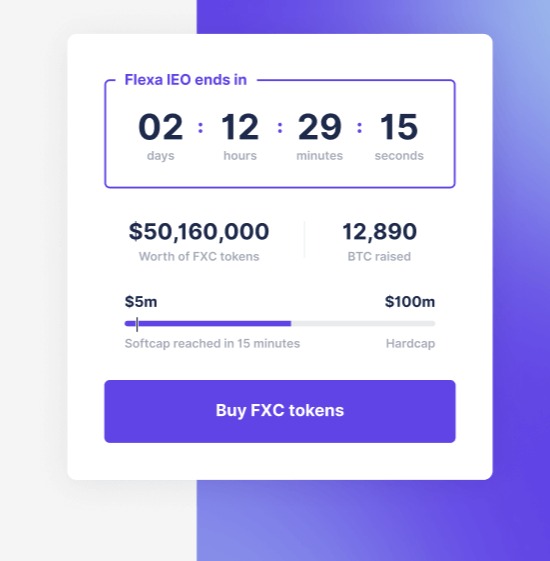 Flexa IEO ends in
02 : 12 : 29 : 15
days hours minutes seconds
$50,160,000 12,890
Worth of FXC tokens BTC raised
$5m $100m
Softcap reached in 15 minutes Hardcap
Buy FXC tokens